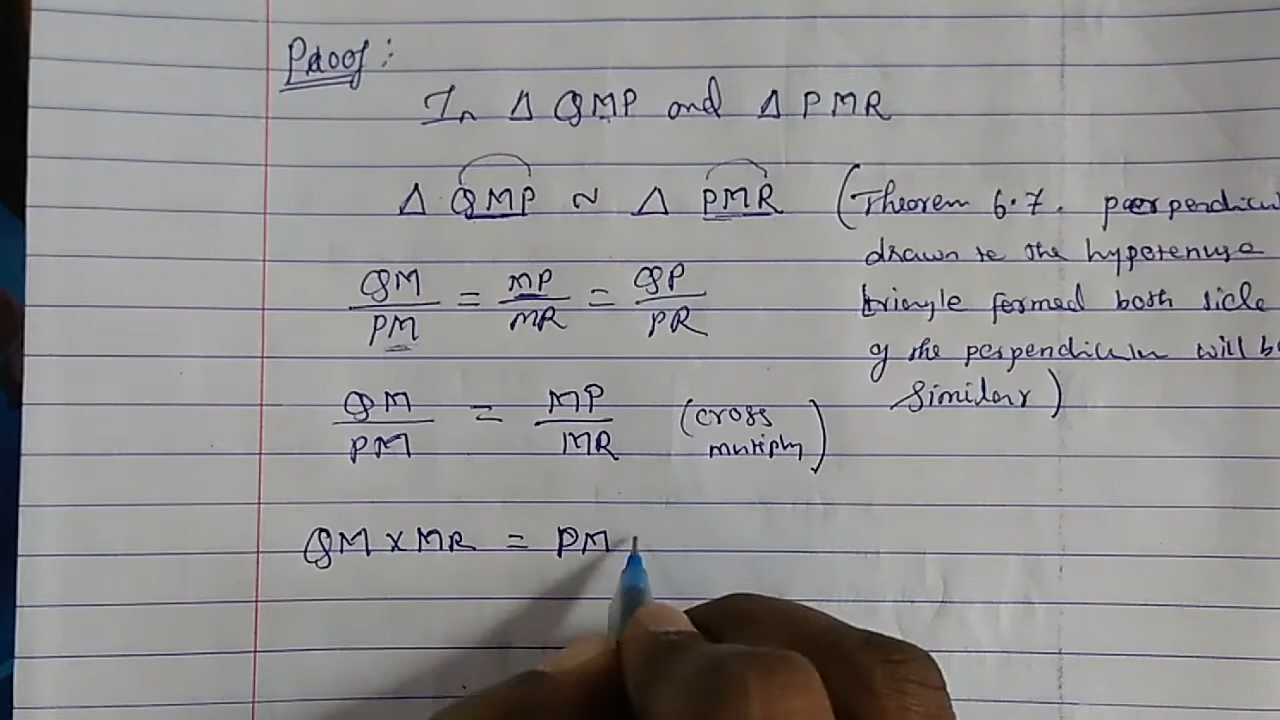 Proof:
In Δ QMP and Δ PMR
Δ QMP ~ Δ PMR (Theorem 6.7.
drawn to the hypotenuse
QM/PM = MP/MR = QP/PR
triangle formed both side
of the perpendicular will
QM/PM = MP/MR (cross multiply)
similar)
QM × MR = PM